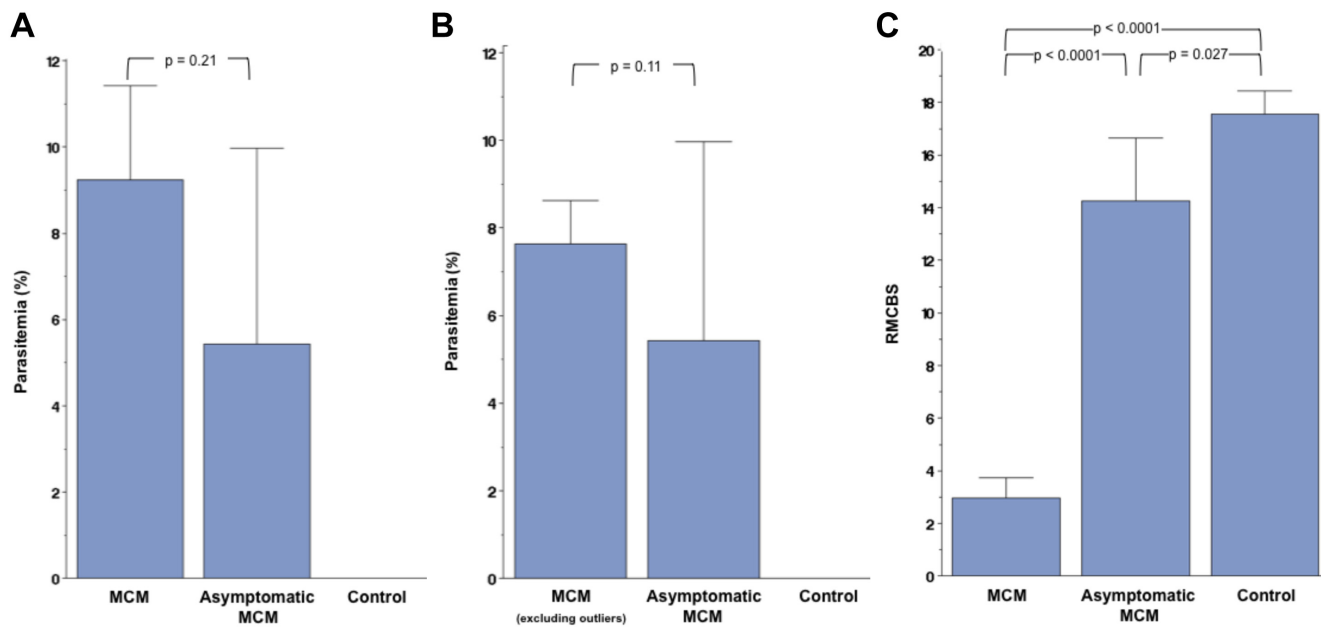 A
p = 0.21
12
10
8
6
4
2
0
Parasitemia (%)
MCM
Asymptomatic
MCM
Control
B
p = 0.11
12
10
8
6
4
2
0
Parasitemia (%)
MCM
(excluding outliers)
Asymptomatic
MCM
Control
C
p < 0.0001
p < 0.0001
p = 0.027
20
18
16
14
12
10
8
6
4
2
0
RMCBS
MCM
Asymptomatic
MCM
Control